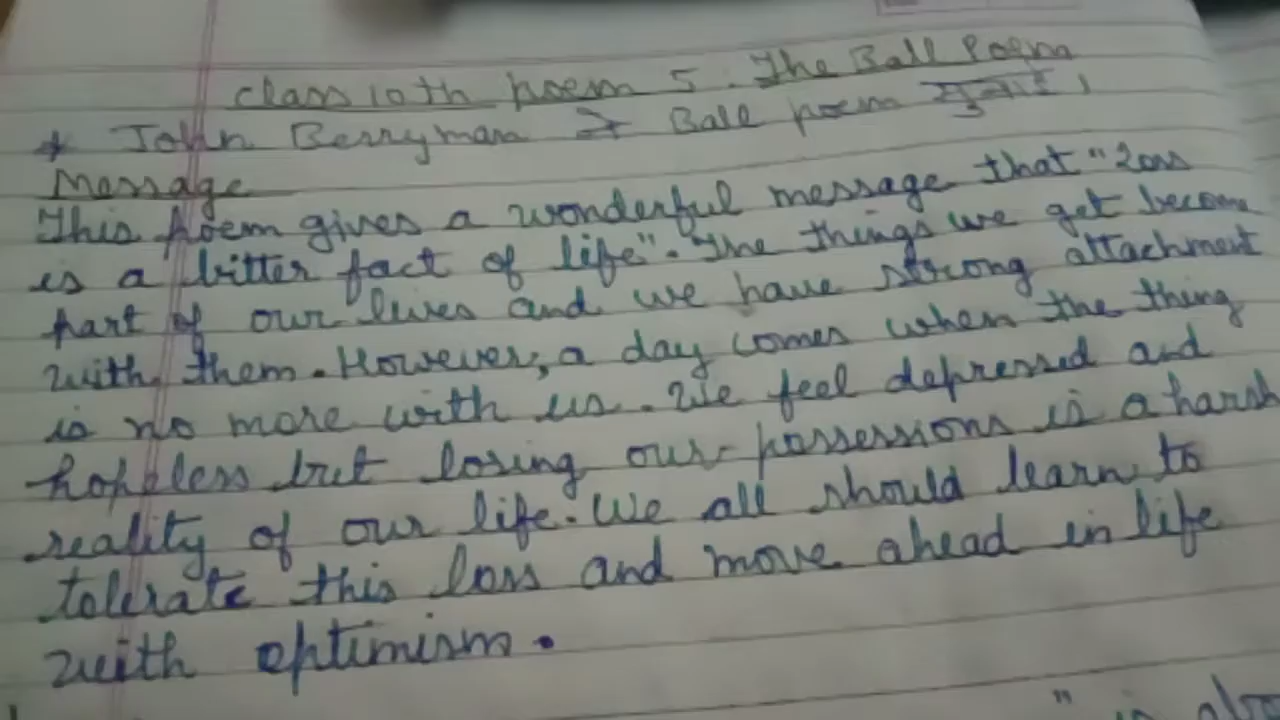 class 10th poem 5. The Ball Poem
* John Berryman → Ball poem सुनाई।
Message
This poem gives a wonderful message that "Loss
is a bitter fact of life". The things we get become
part of our lives and we have strong attachment
with them. However, a day comes when the thing
is no more with us. We feel depressed and
hopeless but losing our possessions is a harsh
reality of our life. We all should learn to
tolerate this loss and move ahead in life
with optimism.
" is also